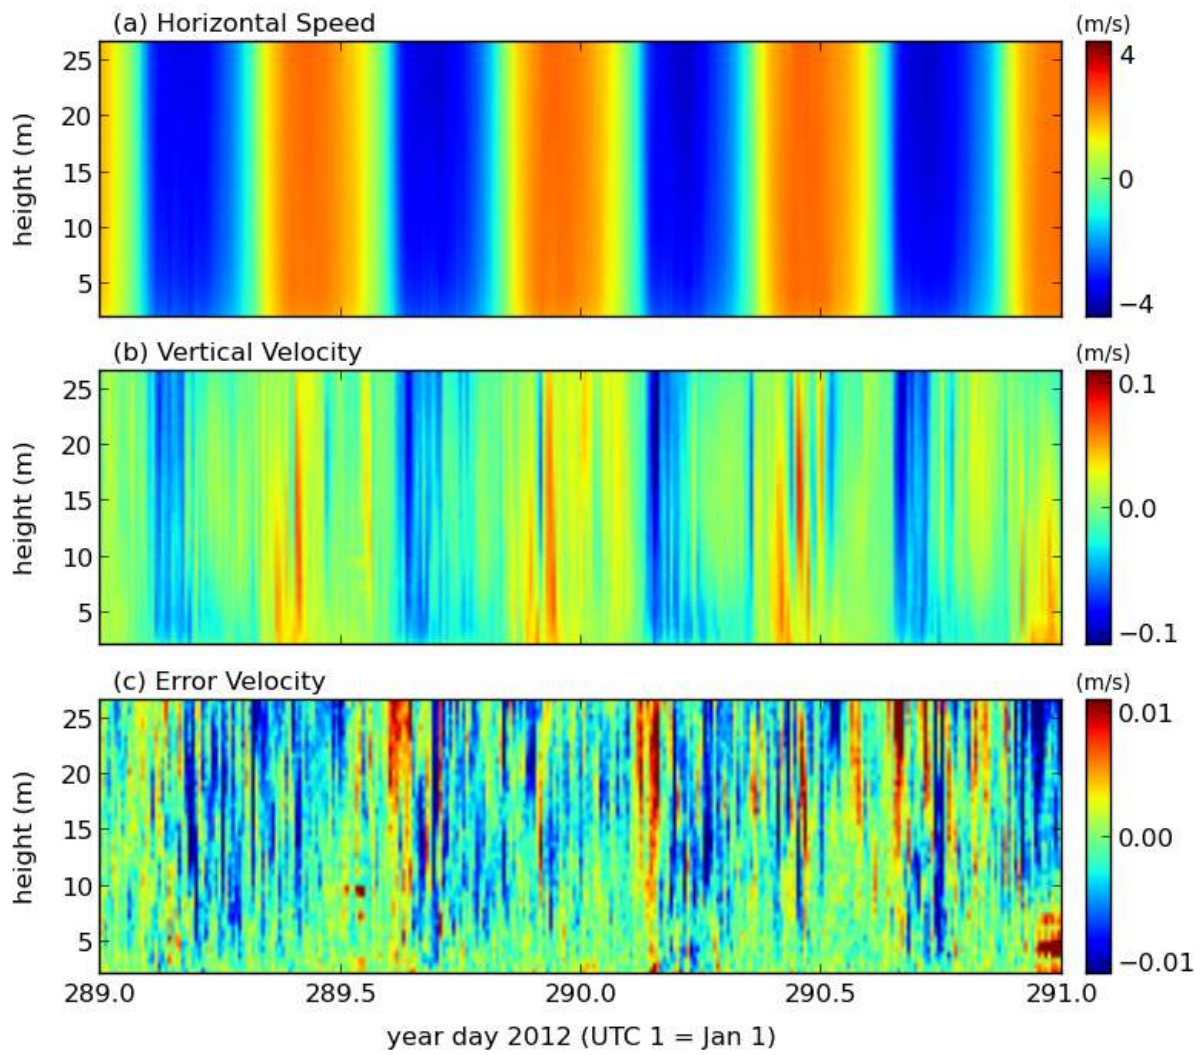 (a) Horizontal Speed
(m/s)
25
20
15
10
5
height (m)
4
0
−4
(b) Vertical Velocity
(m/s)
25
20
15
10
5
height (m)
0.1
0.0
−0.1
(c) Error Velocity
(m/s)
25
20
15
10
5
height (m)
0.01
0.00
−0.01
289.0 289.5 290.0 290.5 291.0
year day 2012 (UTC 1 = Jan 1)